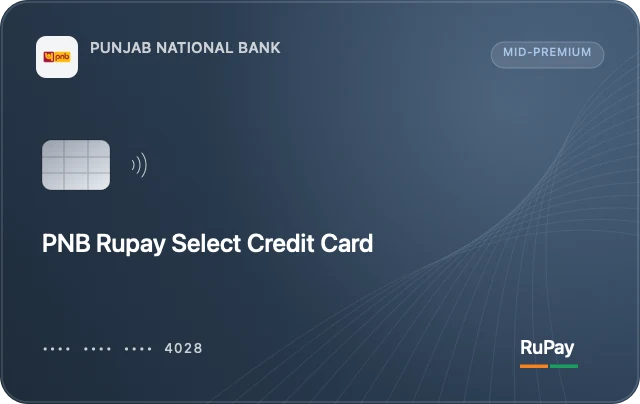 pnb
PUNJAB NATIONAL BANK
MID-PREMIUM
PNB Rupay Select Credit Card
•••• •••• •••• 4028
RuPay